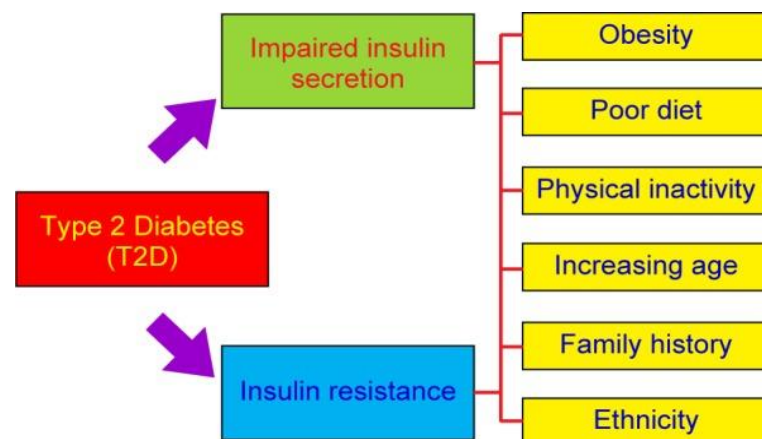 Impaired insulin
secretion
Obesity
Poor diet
Physical inactivity
Type 2 Diabetes
(T2D)
Increasing age
Family history
Insulin resistance
Ethnicity